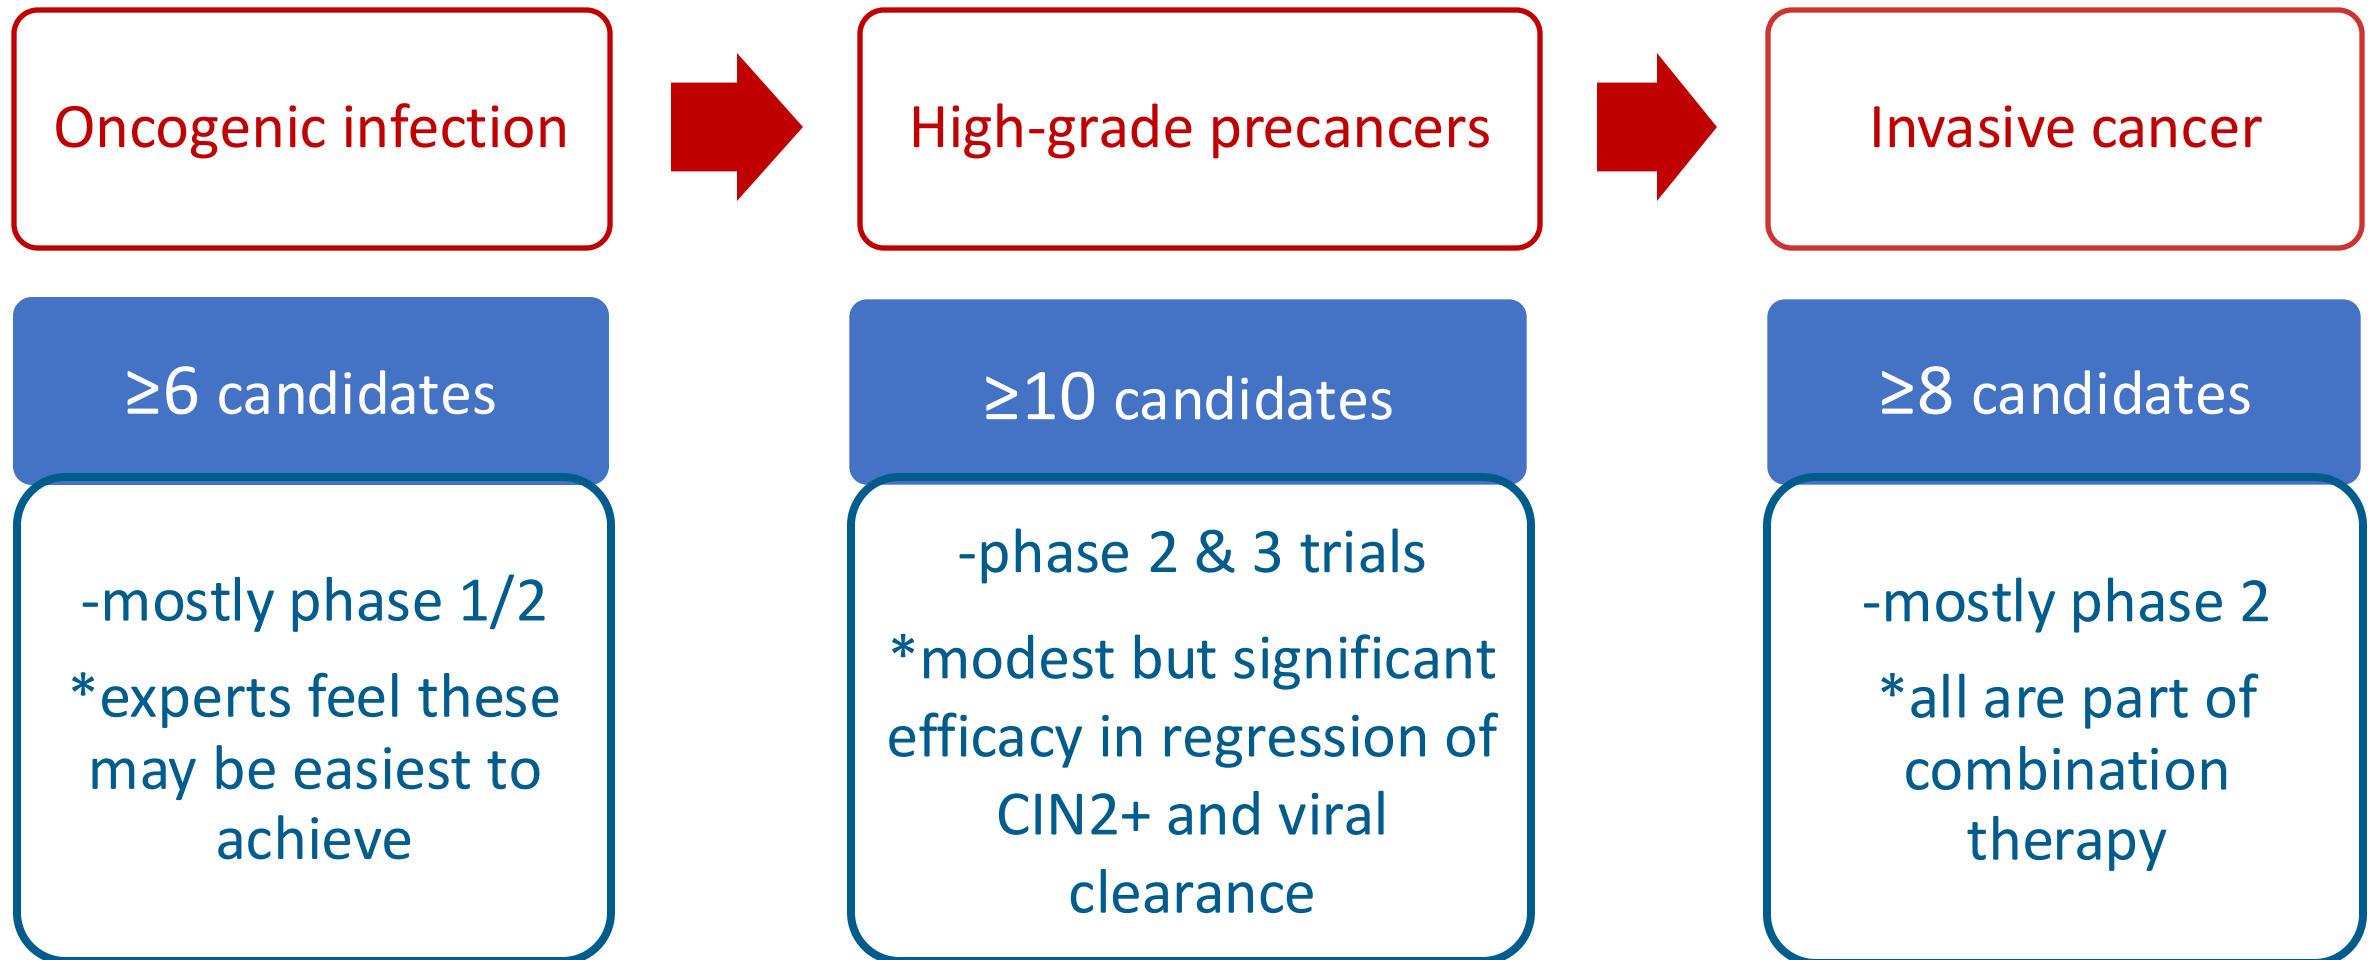 Oncogenic infection
High-grade precancers
Invasive cancer
≥6 candidates
-mostly phase 1/2
*experts feel these
may be easiest to
achieve
≥10 candidates
-phase 2 & 3 trials
*modest but significant
efficacy in regression of
CIN2+ and viral
clearance
≥8 candidates
-mostly phase 2
*all are part of
combination
therapy